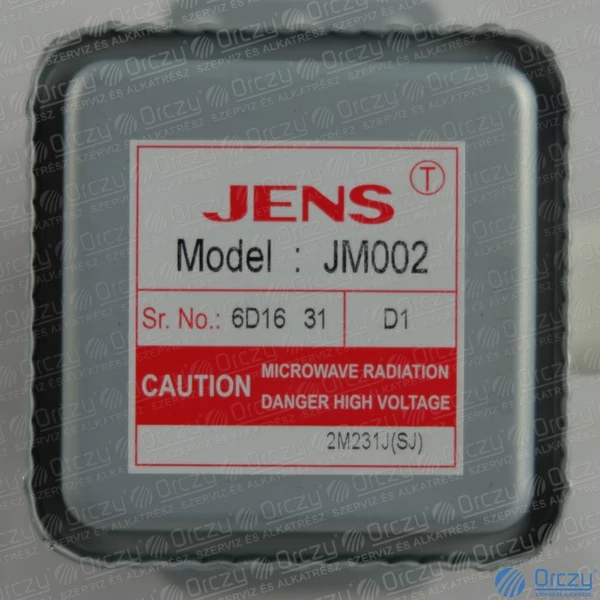 JENS T
Model : JM002
Sr. No.: 6D16 31 D1
CAUTION MICROWAVE RADIATION
DANGER HIGH VOLTAGE
2M231J(SJ)
Orczy
SZERVIZ ÉS ALKATRÉSZ